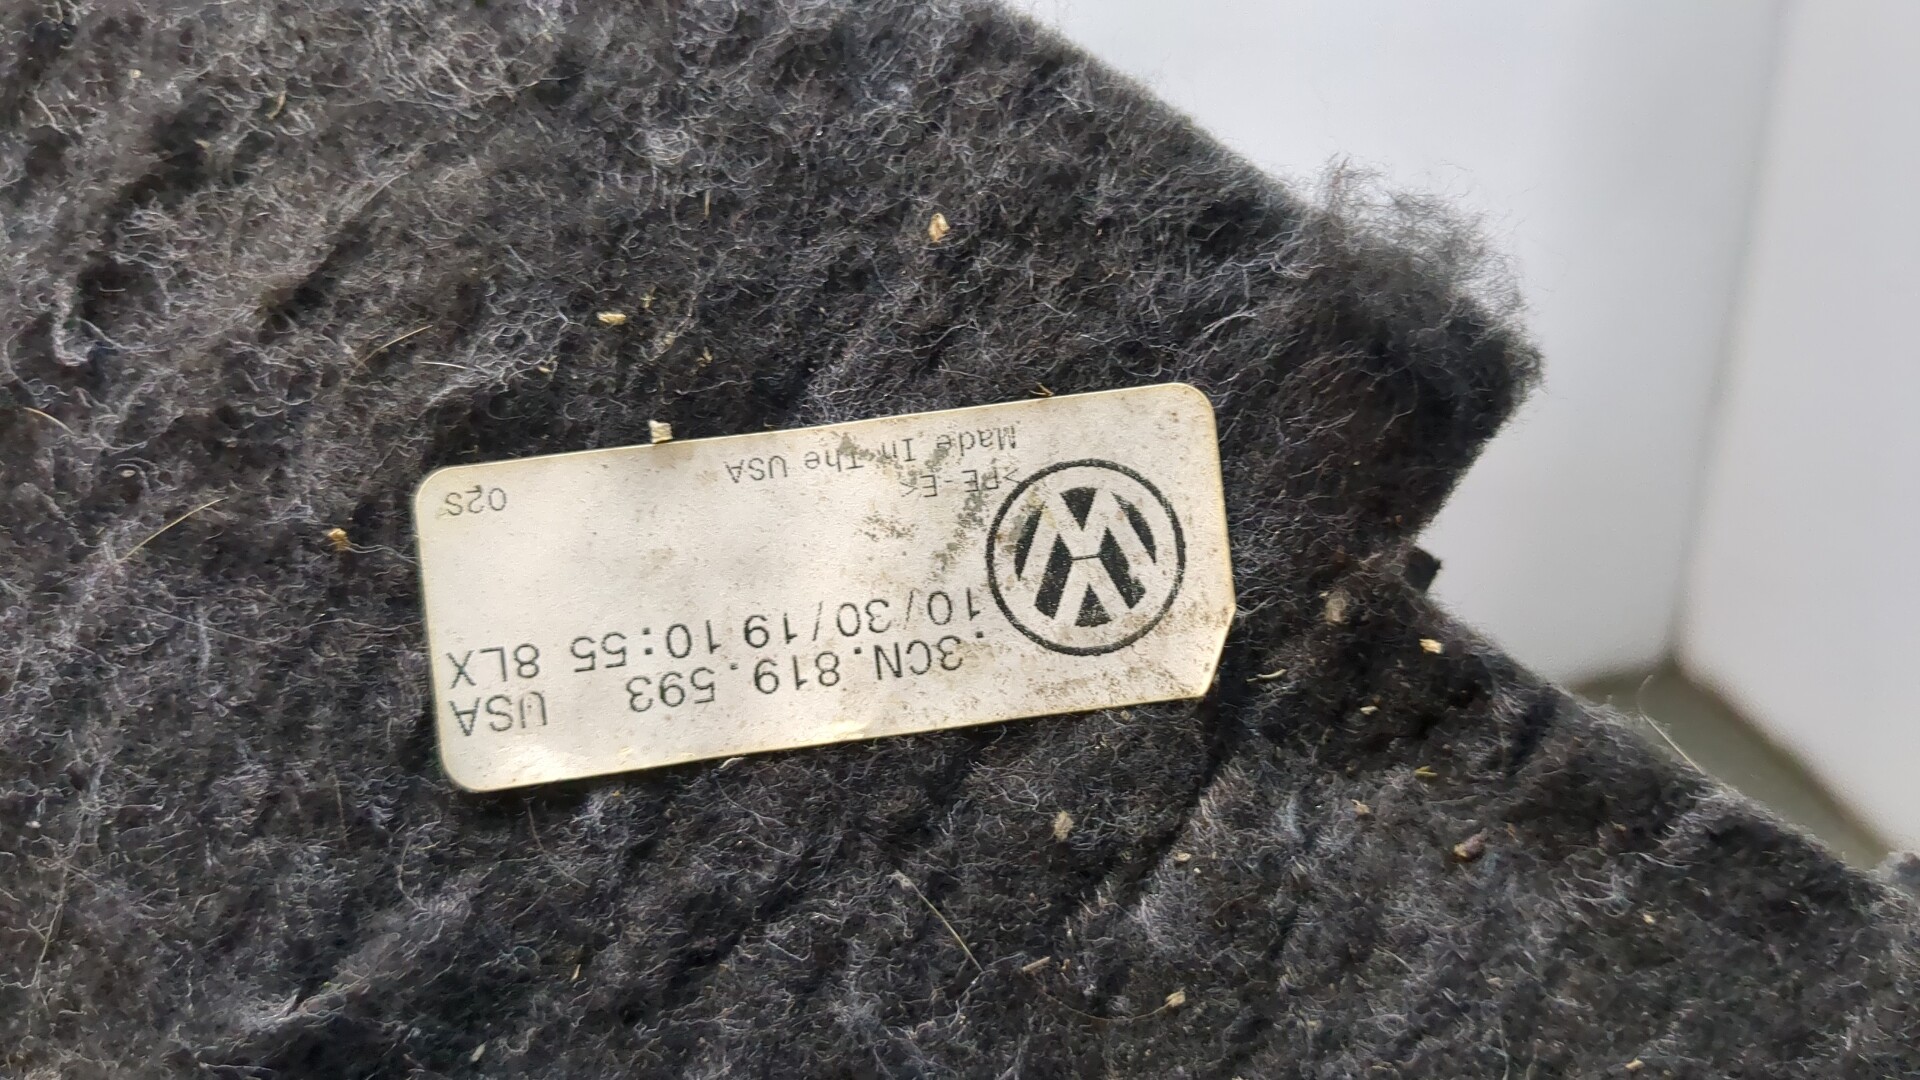 .3CN.819.593 USA
10/30/19 10:55 8LX
>PE-E<
Made In The USA
02S